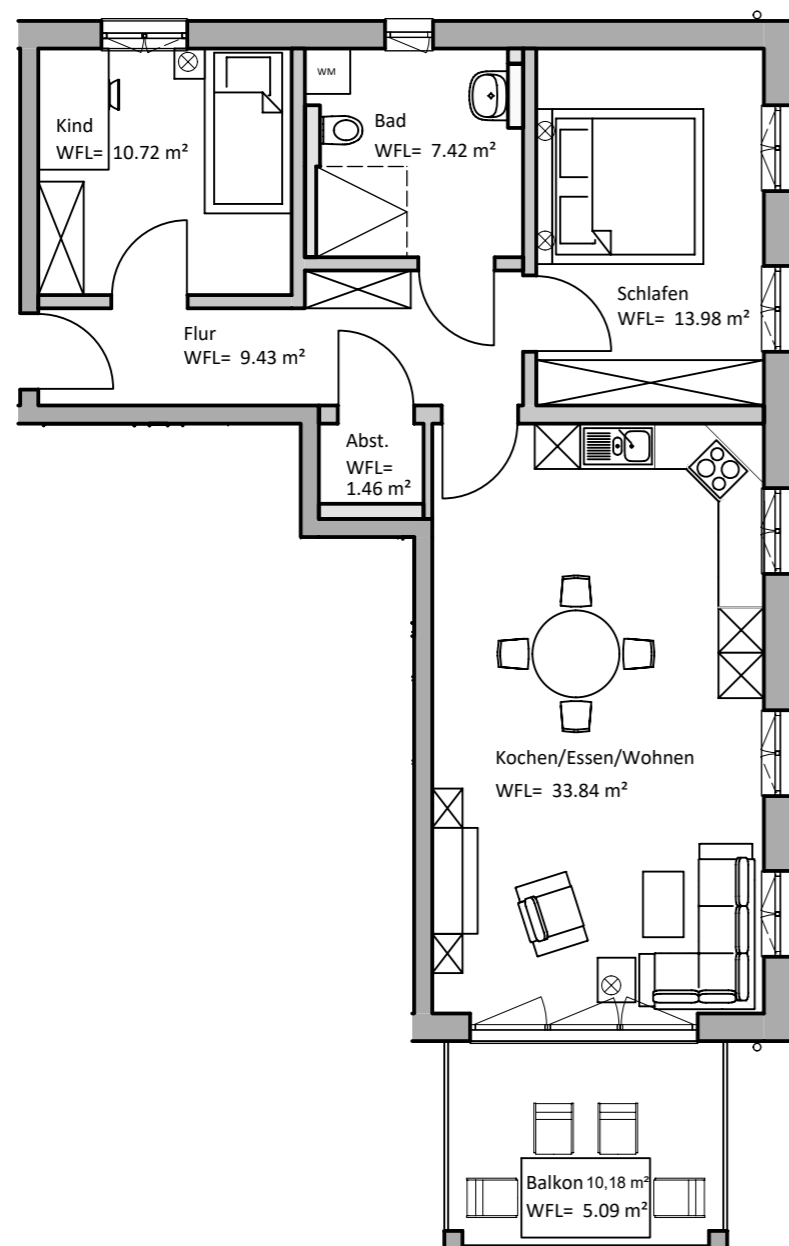 WM
Kind
WFL= 10.72 m²
Bad
WFL= 7.42 m²
Schlafen
WFL= 13.98 m²
Flur
WFL= 9.43 m²
Abst.
WFL=
1.46 m²
Kochen/Essen/Wohnen
WFL= 33.84 m²
Balkon 10,18 m²
WFL= 5.09 m²